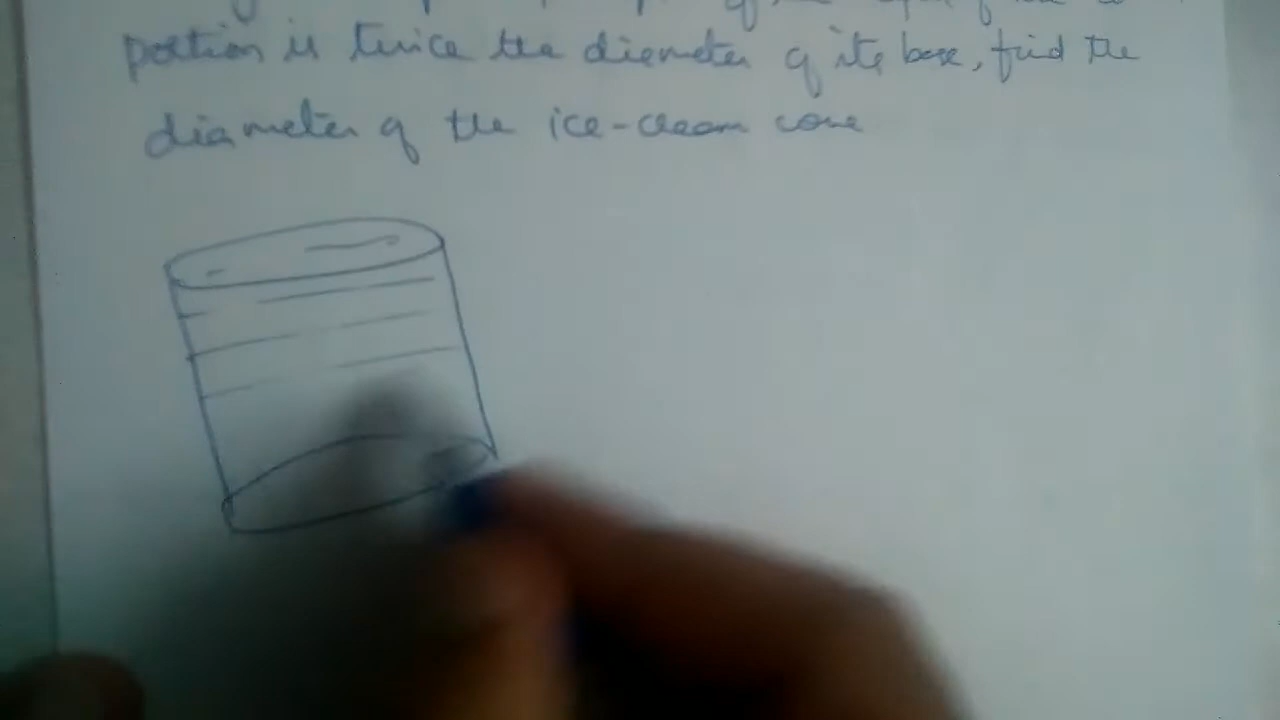 portion is twice the diameter of its base, find the
diameter of the ice-cream cone